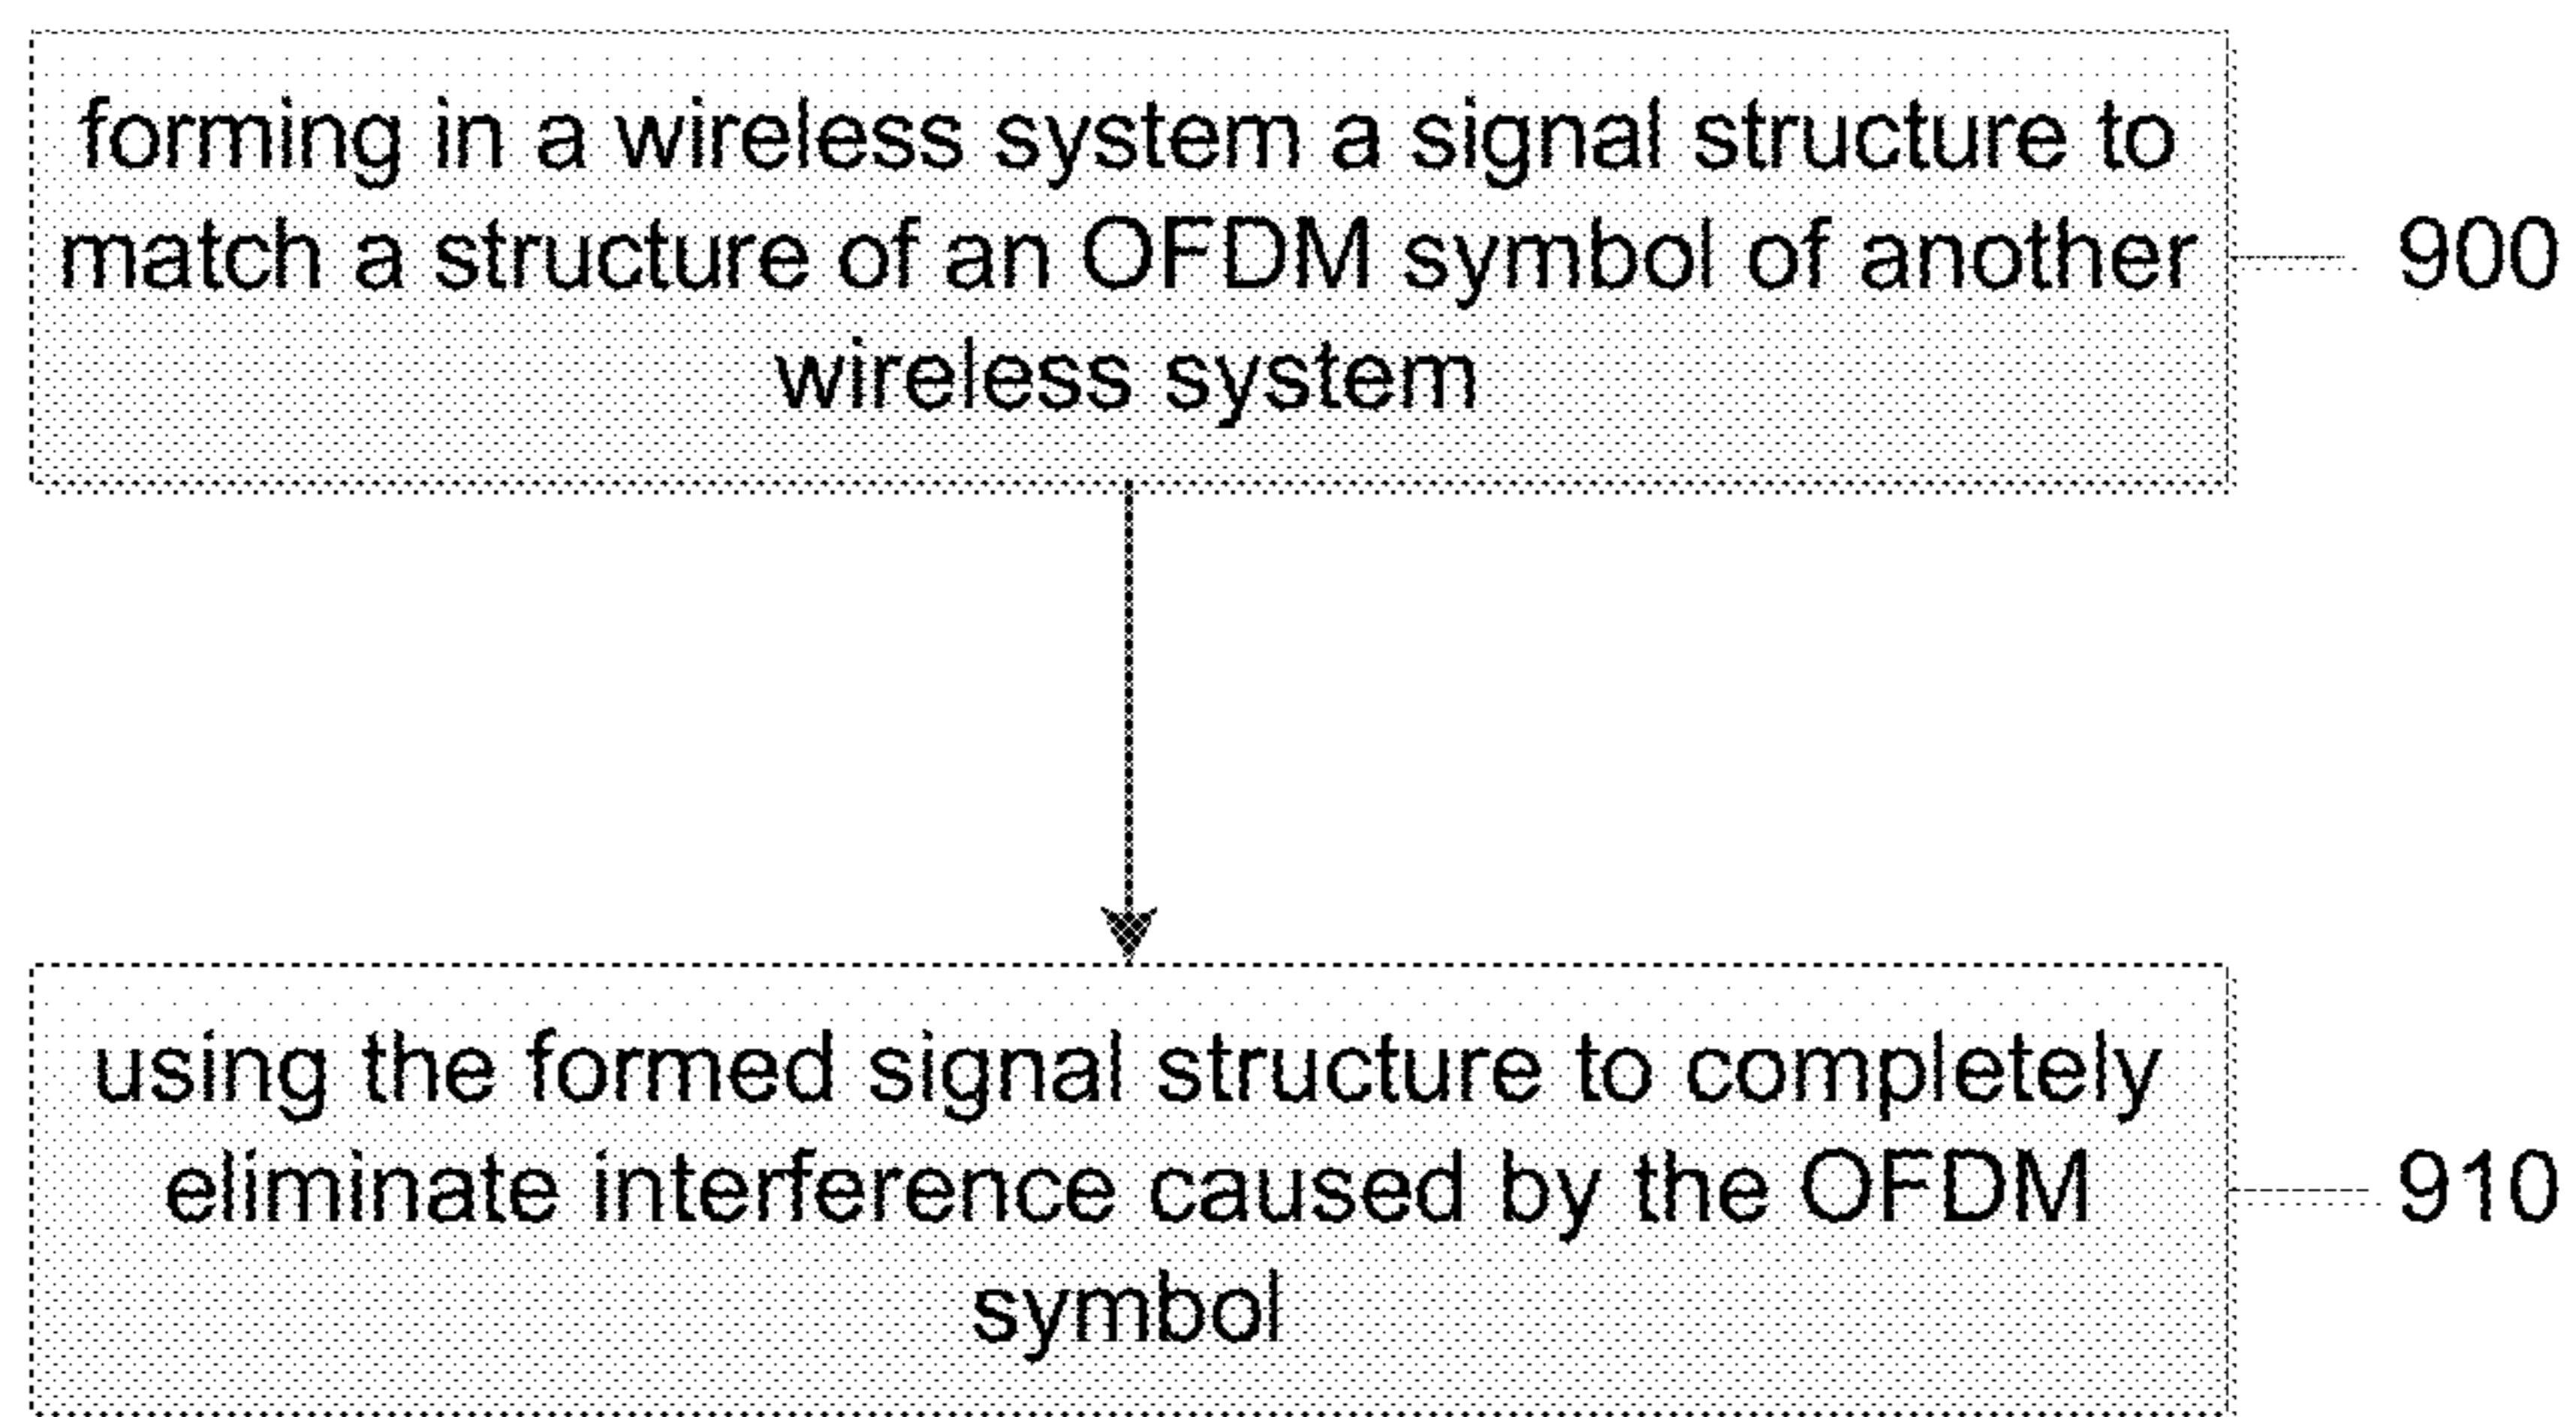 forming in a wireless system a signal structure to
match a structure of an OFDM symbol of another
wireless system
900
using the formed signal structure to completely
eliminate interference caused by the OFDM
symbol
910